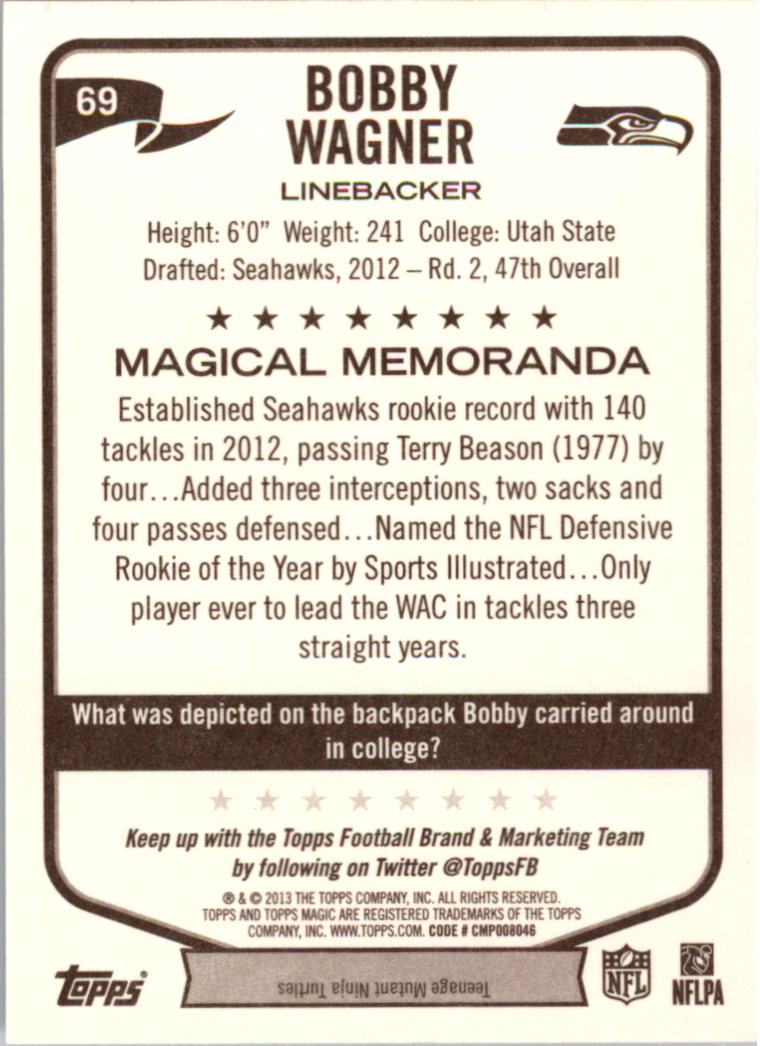 69
BOBBY
WAGNER
LINEBACKER
Height: 6'0" Weight: 241 College: Utah State
Drafted: Seahawks, 2012 – Rd. 2, 47th Overall
★ ★ ★ ★ ★ ★ ★ ★
MAGICAL MEMORANDA
Established Seahawks rookie record with 140
tackles in 2012, passing Terry Beason (1977) by
four...Added three interceptions, two sacks and
four passes defensed...Named the NFL Defensive
Rookie of the Year by Sports Illustrated...Only
player ever to lead the WAC in tackles three
straight years.
What was depicted on the backpack Bobby carried around
in college?
★ ★ ★ ★ ★ ★ ★ ★
Keep up with the Topps Football Brand & Marketing Team
by following on Twitter @ToppsFB
® & © 2013 THE TOPPS COMPANY, INC. ALL RIGHTS RESERVED.
TOPPS AND TOPPS MAGIC ARE REGISTERED TRADEMARKS OF THE TOPPS
COMPANY, INC. WWW.TOPPS.COM. CODE # CMP008046
topps®
Teenage Mutant Ninja Turtles
NFL
NFLPA